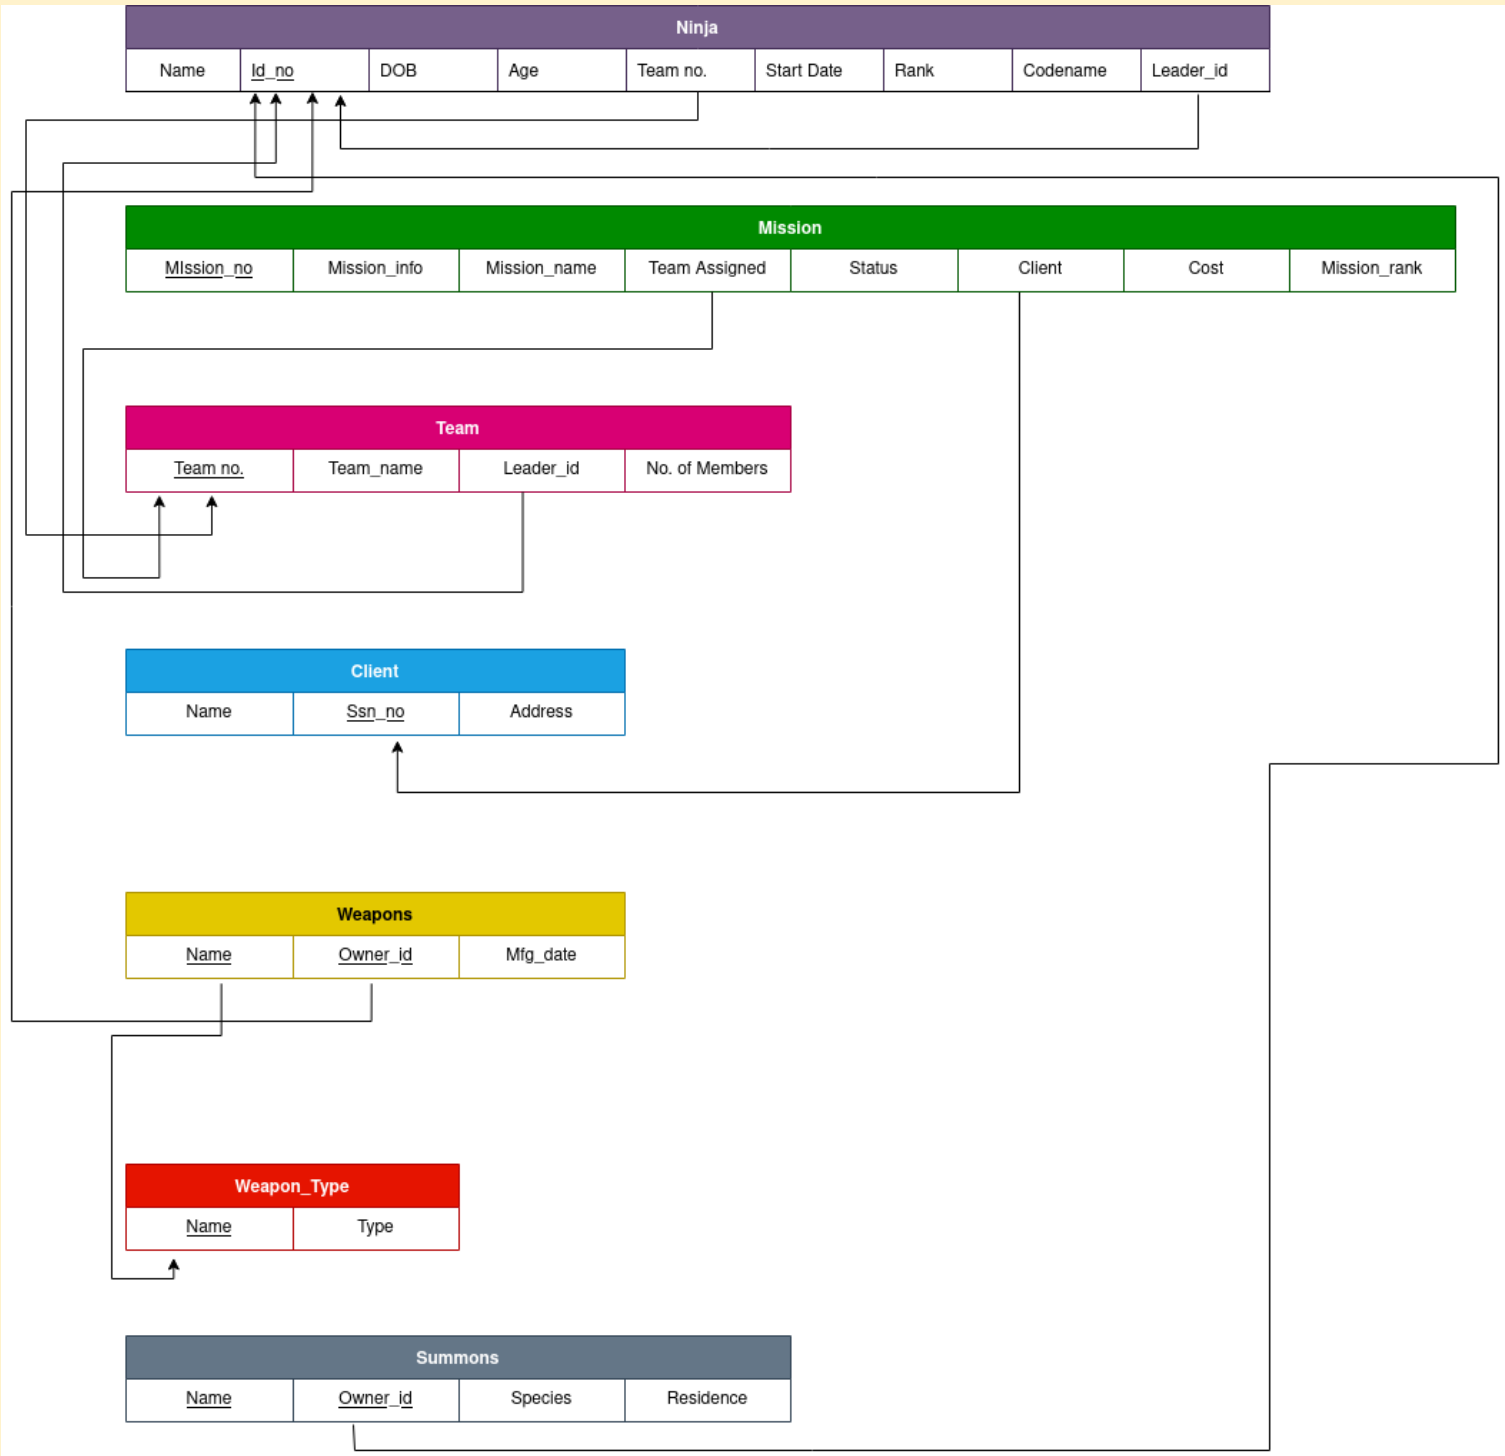 Ninja
Name Id_no DOB Age Team no. Start Date Rank Codename Leader_id
Mission
MIssion_no Mission_info Mission_name Team Assigned Status Client Cost Mission_rank
Team
Team no. Team_name Leader_id No. of Members
Client
Name Ssn_no Address
Weapons
Name Owner_id Mfg_date
Weapon_Type
Name Type
Summons
Name Owner_id Species Residence